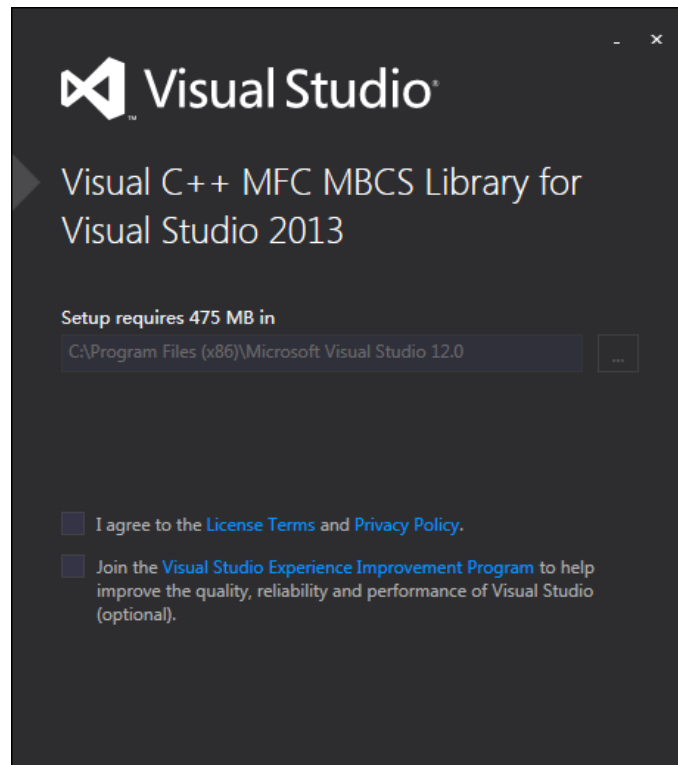 Visual Studio®
™
Visual C++ MFC MBCS Library for
Visual Studio 2013
Setup requires 475 MB in
C:\Program Files (x86)\Microsoft Visual Studio 12.0
...
I agree to the License Terms and Privacy Policy.
Join the Visual Studio Experience Improvement Program to help
improve the quality, reliability and performance of Visual Studio
(optional).